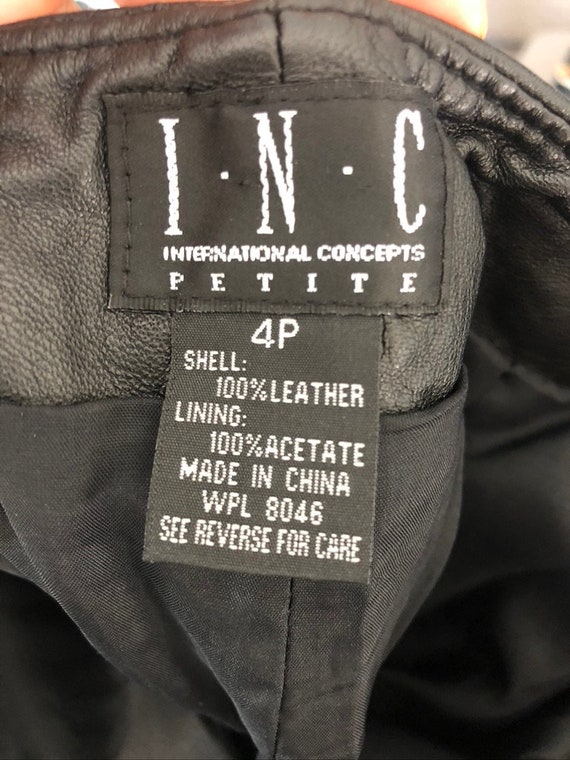 I · N · C
INTERNATIONAL CONCEPTS
PETITE
4P
SHELL:
100%LEATHER
LINING:
100%ACETATE
MADE IN CHINA
WPL 8046
SEE REVERSE FOR CARE